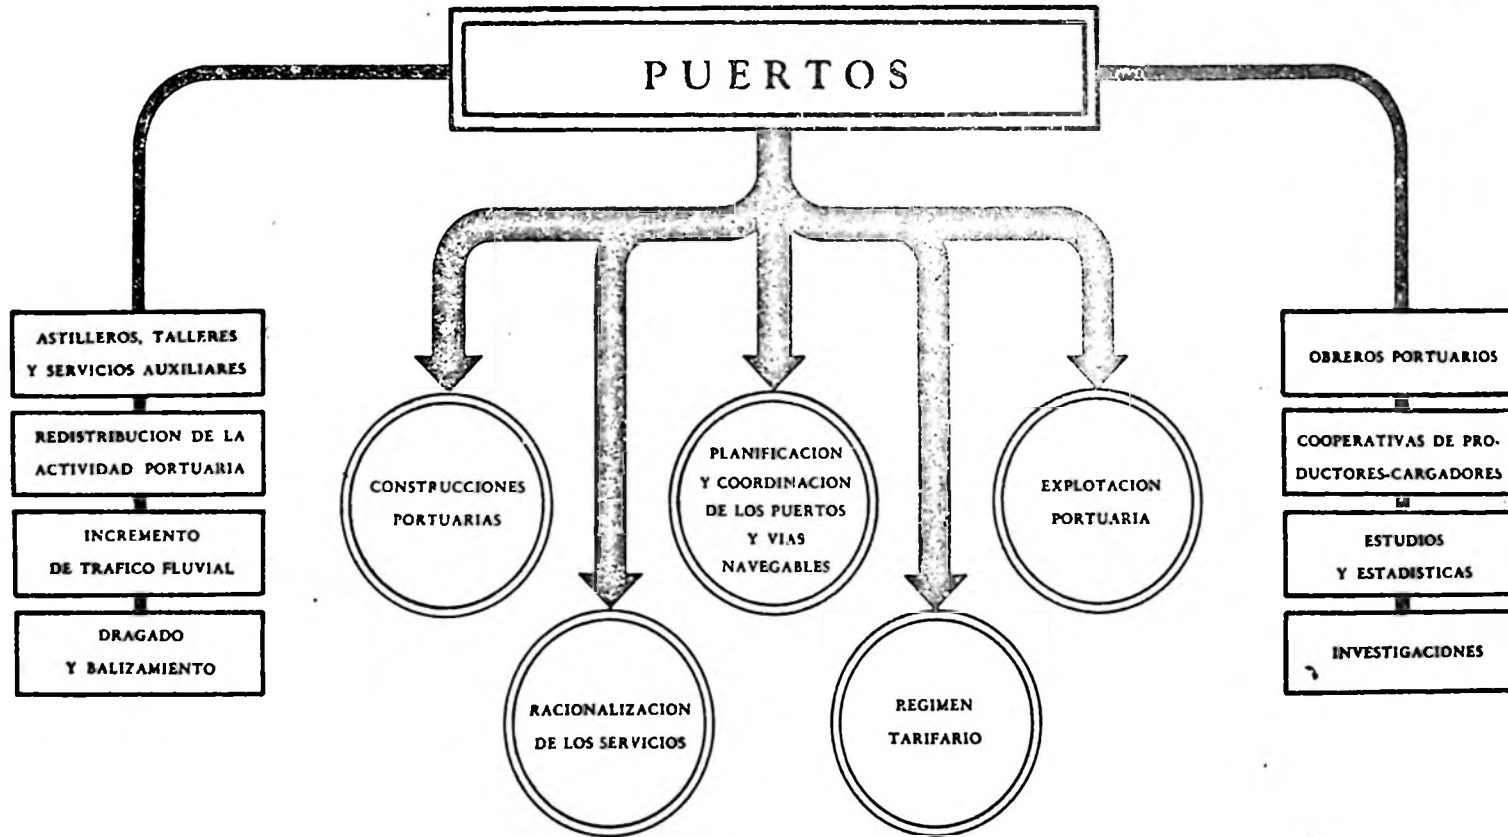 PUERTOS
ASTILLEROS, TALLERES
Y SERVICIOS AUXILIARES
REDISTRIBUCION DE LA
ACTIVIDAD PORTUARIA
INCREMENTO
DE TRAFICO FLUVIAL
DRAGADO
Y BALIZAMIENTO
CONSTRUCCIONES
PORTUARIAS
RACIONALIZACION
DE LOS SERVICIOS
PLANIFICACION
Y COORDINACION
DE LOS PUERTOS
Y VIAS
NAVEGABLES
REGIMEN
TARIFARIO
EXPLOTACION
PORTUARIA
OBREROS PORTUARIOS
COOPERATIVAS DE PRO-
DUCTORES-CARGADORES
ESTUDIOS
Y ESTADISTICAS
INVESTIGACIONES